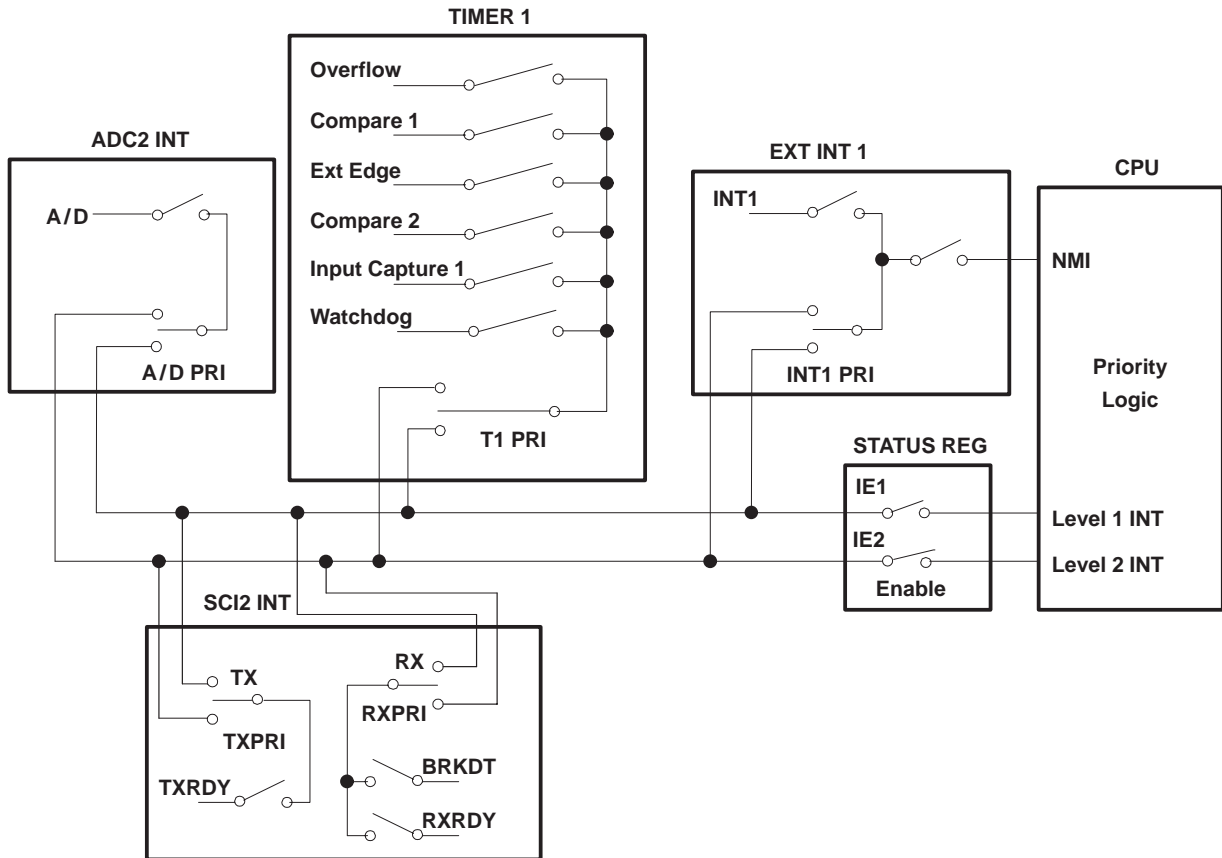 TIMER 1
Overflow
Compare 1
Ext Edge
Compare 2
Input Capture 1
Watchdog
T1 PRI
ADC2 INT
A/D
A/D PRI
EXT INT 1
INT1
INT1 PRI
CPU
NMI
Priority
Logic
Level 1 INT
Level 2 INT
STATUS REG
IE1
IE2
Enable
SCI2 INT
TX
TXPRI
TXRDY
RX
RXPRI
BRKDT
RXRDY